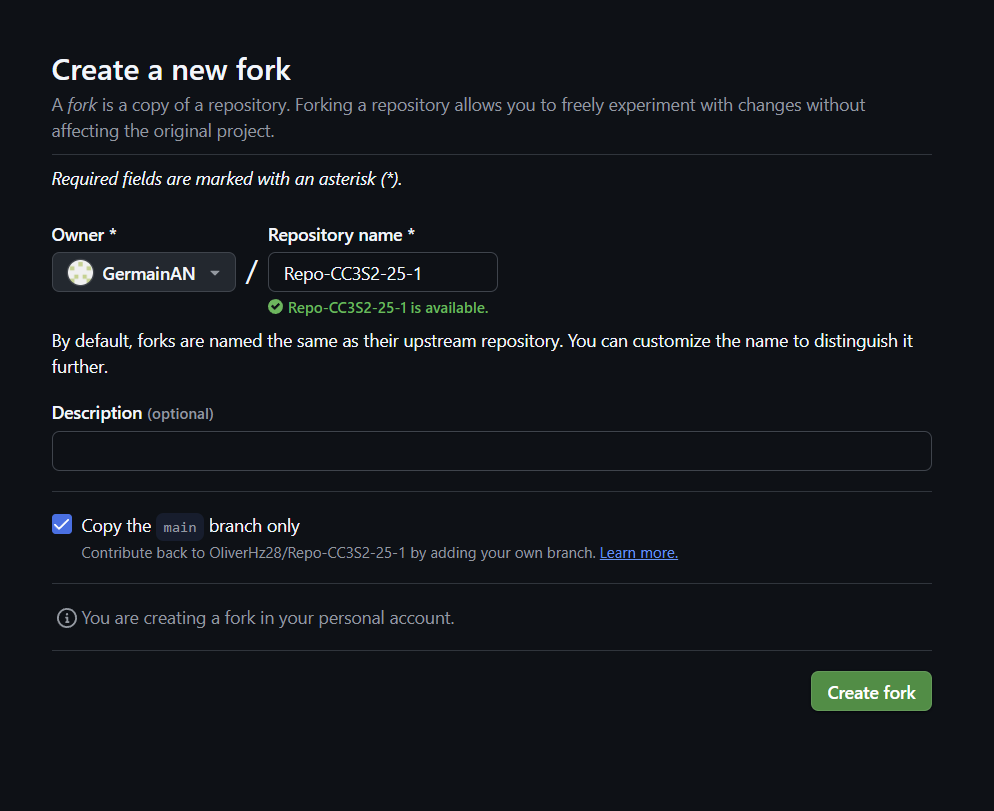 Create a new fork
A fork is a copy of a repository. Forking a repository allows you to freely experiment with changes without
affecting the original project.
Required fields are marked with an asterisk (*).
Owner * Repository name *
GermainAN / Repo-CC3S2-25-1
Repo-CC3S2-25-1 is available.
By default, forks are named the same as their upstream repository. You can customize the name to distinguish it
further.
Description (optional)
Copy the main branch only
Contribute back to OliverHz28/Repo-CC3S2-25-1 by adding your own branch. Learn more.
You are creating a fork in your personal account.
Create fork